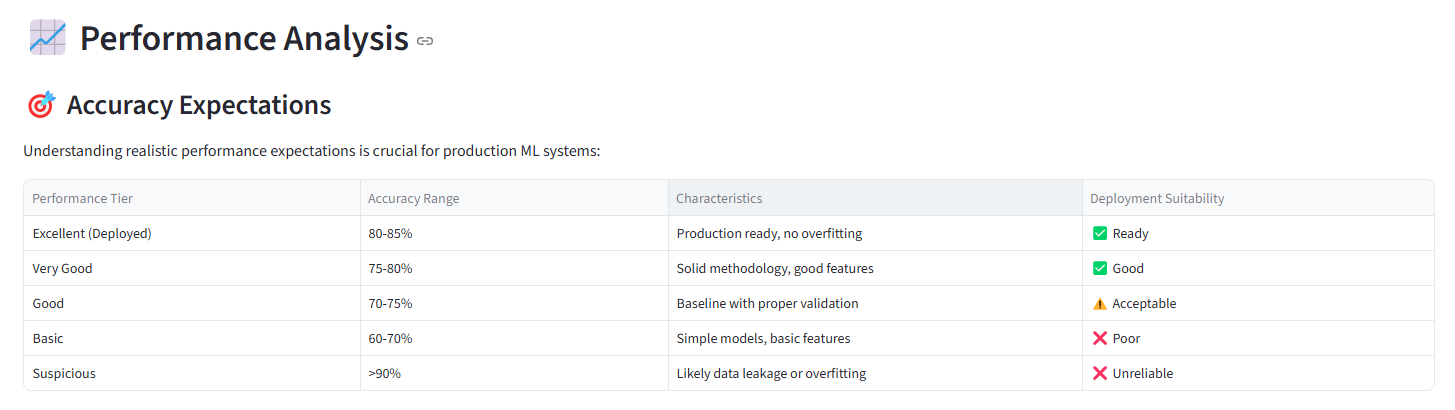 Performance Analysis
Accuracy Expectations
Understanding realistic performance expectations is crucial for production ML systems:
Performance Tier Accuracy Range Characteristics Deployment Suitability
Excellent (Deployed) 80-85% Production ready, no overfitting ✅ Ready
Very Good 75-80% Solid methodology, good features ✅ Good
Good 70-75% Baseline with proper validation ⚠️ Acceptable
Basic 60-70% Simple models, basic features ❌ Poor
Suspicious >90% Likely data leakage or overfitting ❌ Unreliable